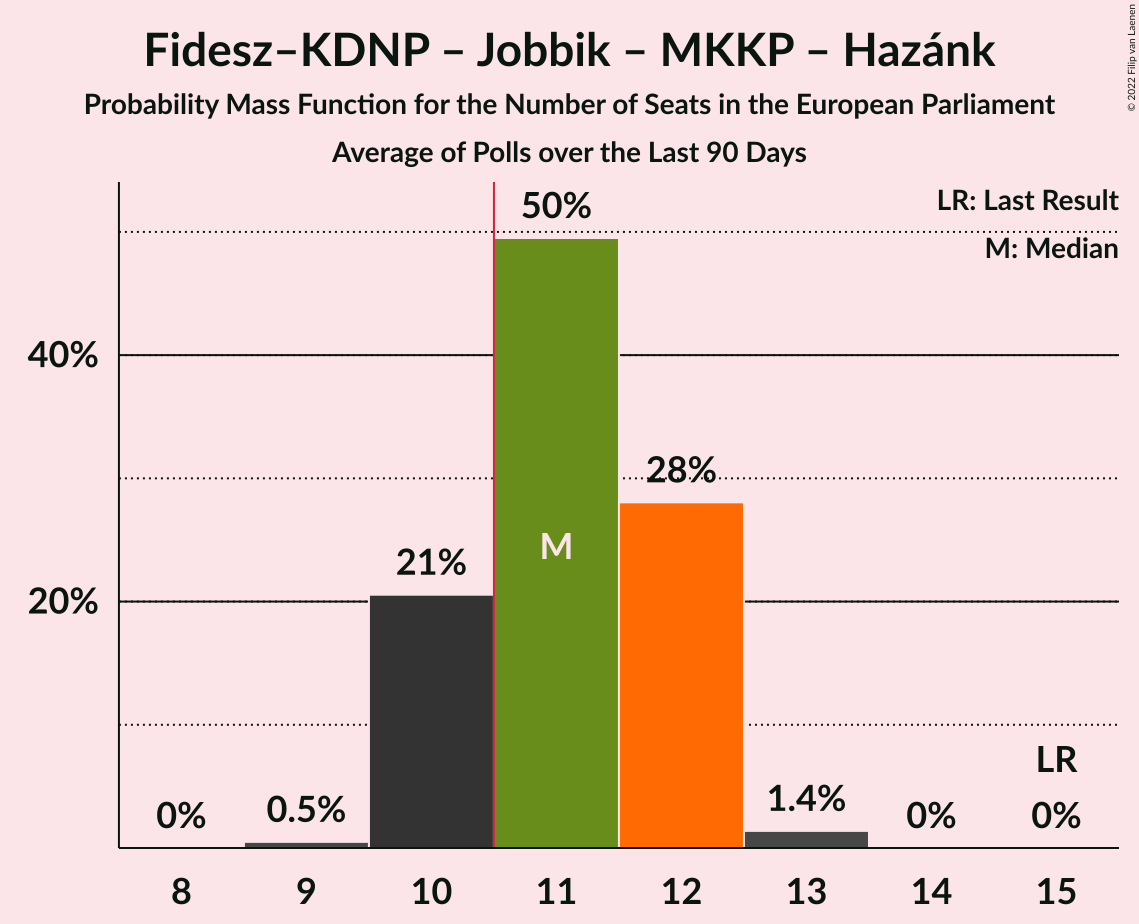 Fidesz–KDNP – Jobbik – MKKP – Hazánk
Probability Mass Function for the Number of Seats in the European Parliament
Average of Polls over the Last 90 Days
© 2022 Filip van Laenen
LR: Last Result
M: Median
50%
40%
28%
M
21%
20%
LR
0%
0.5%
1.4%
0%
0%
8
9
10
11
12
13
14
15